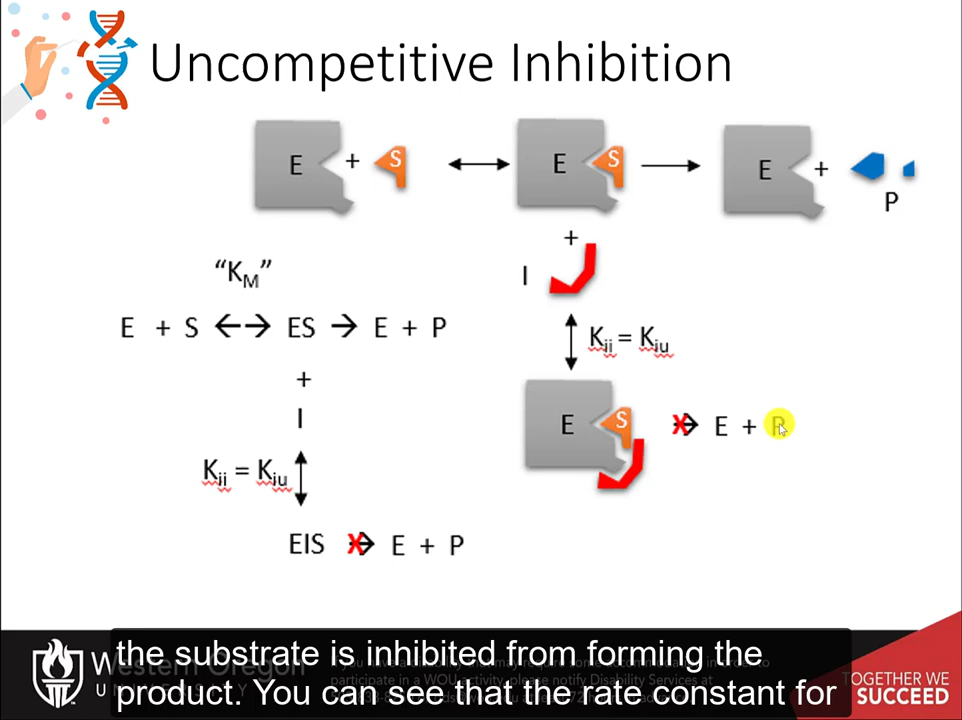 Uncompetitive Inhibition
E + S E S E + P
+
I
"KM"
E + S ←→ ES → E + P
Kii = Kiu
+
I
E S X→ E + P
Kii = Kiu
EIS X→ E + P
the substrate is inhibited from forming the
product. You can see that the rate constant for
TOGETHER WE
SUCCEED